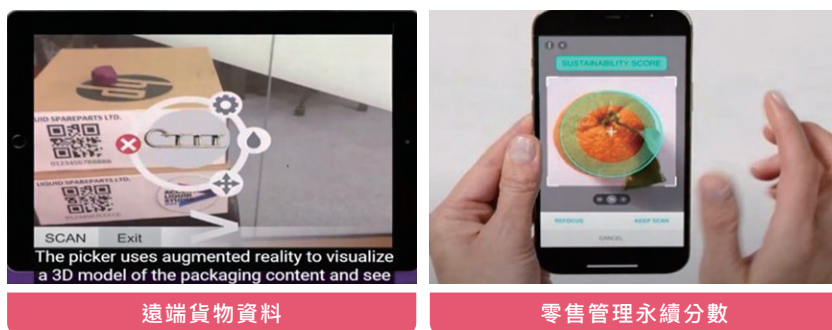 LIQUID SPAREPARTS LTD.
SCAN Exit
The picker uses augmented reality to visualize
a 3D model of the packaging content and see
遠端貨物資料
SUSTAINABILITY SCORE
REFOCUS KEEP SCAN
CANCEL
零售管理永續分數